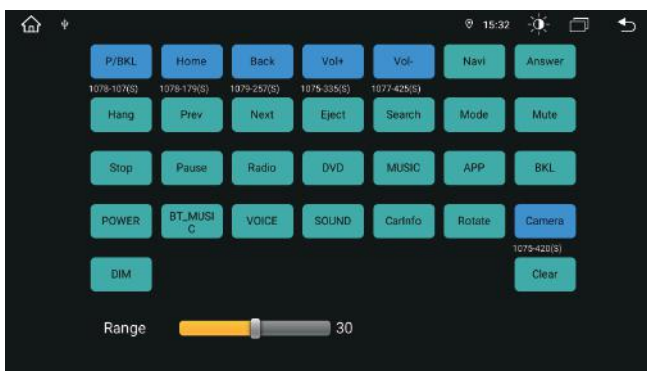 15:32
P/BKL Home Back Vol+ Vol- Navi Answer
1078-107(S) 1078-179(S) 1079-257(S) 1075-335(S) 1077-425(S)
Hang Prev Next Eject Search Mode Mute
Stop Pause Radio DVD MUSIC APP BKL
POWER BT_MUSI
C VOICE SOUND CarInfo Rotate Camera
1075-420(S)
DIM Clear
Range 30